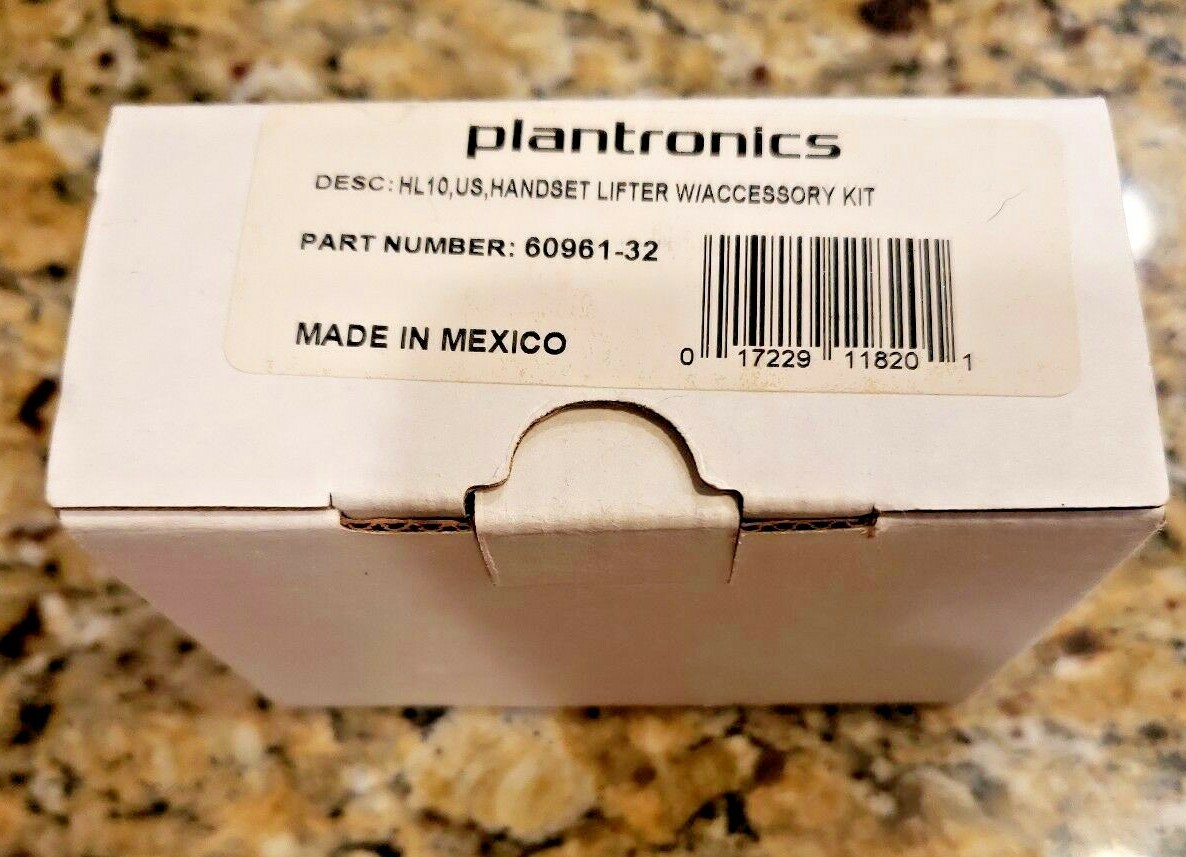 plantronics
DESC: HL10,US,HANDSET LIFTER W/ACCESSORY KIT
PART NUMBER: 60961-32
MADE IN MEXICO
0 17229 11820 1